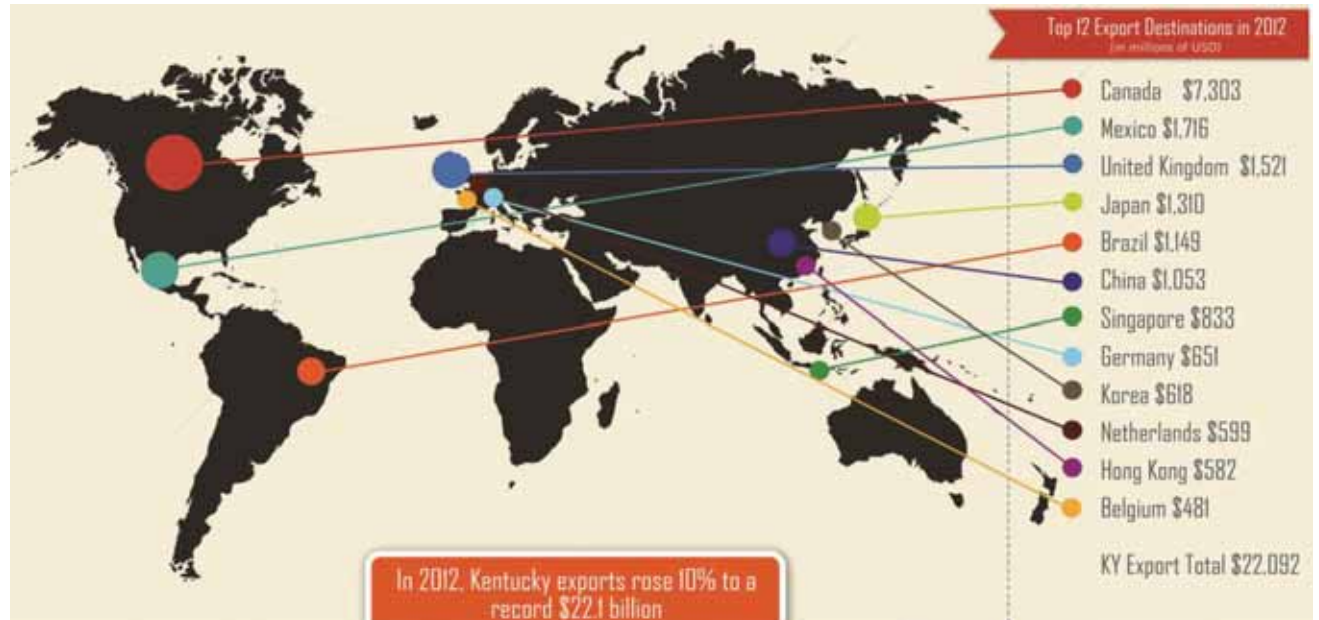 Top 12 Export Destinations in 2012
(in millions of USD)
Canada $7,303
Mexico $1,716
United Kingdom $1,521
Japan $1,310
Brazil $1,149
China $1,053
Singapore $833
Germany $651
Korea $618
Netherlands $599
Hong Kong $582
Belgium $481
KY Export Total $22,092
In 2012, Kentucky exports rose 10% to a
record $22.1 billion